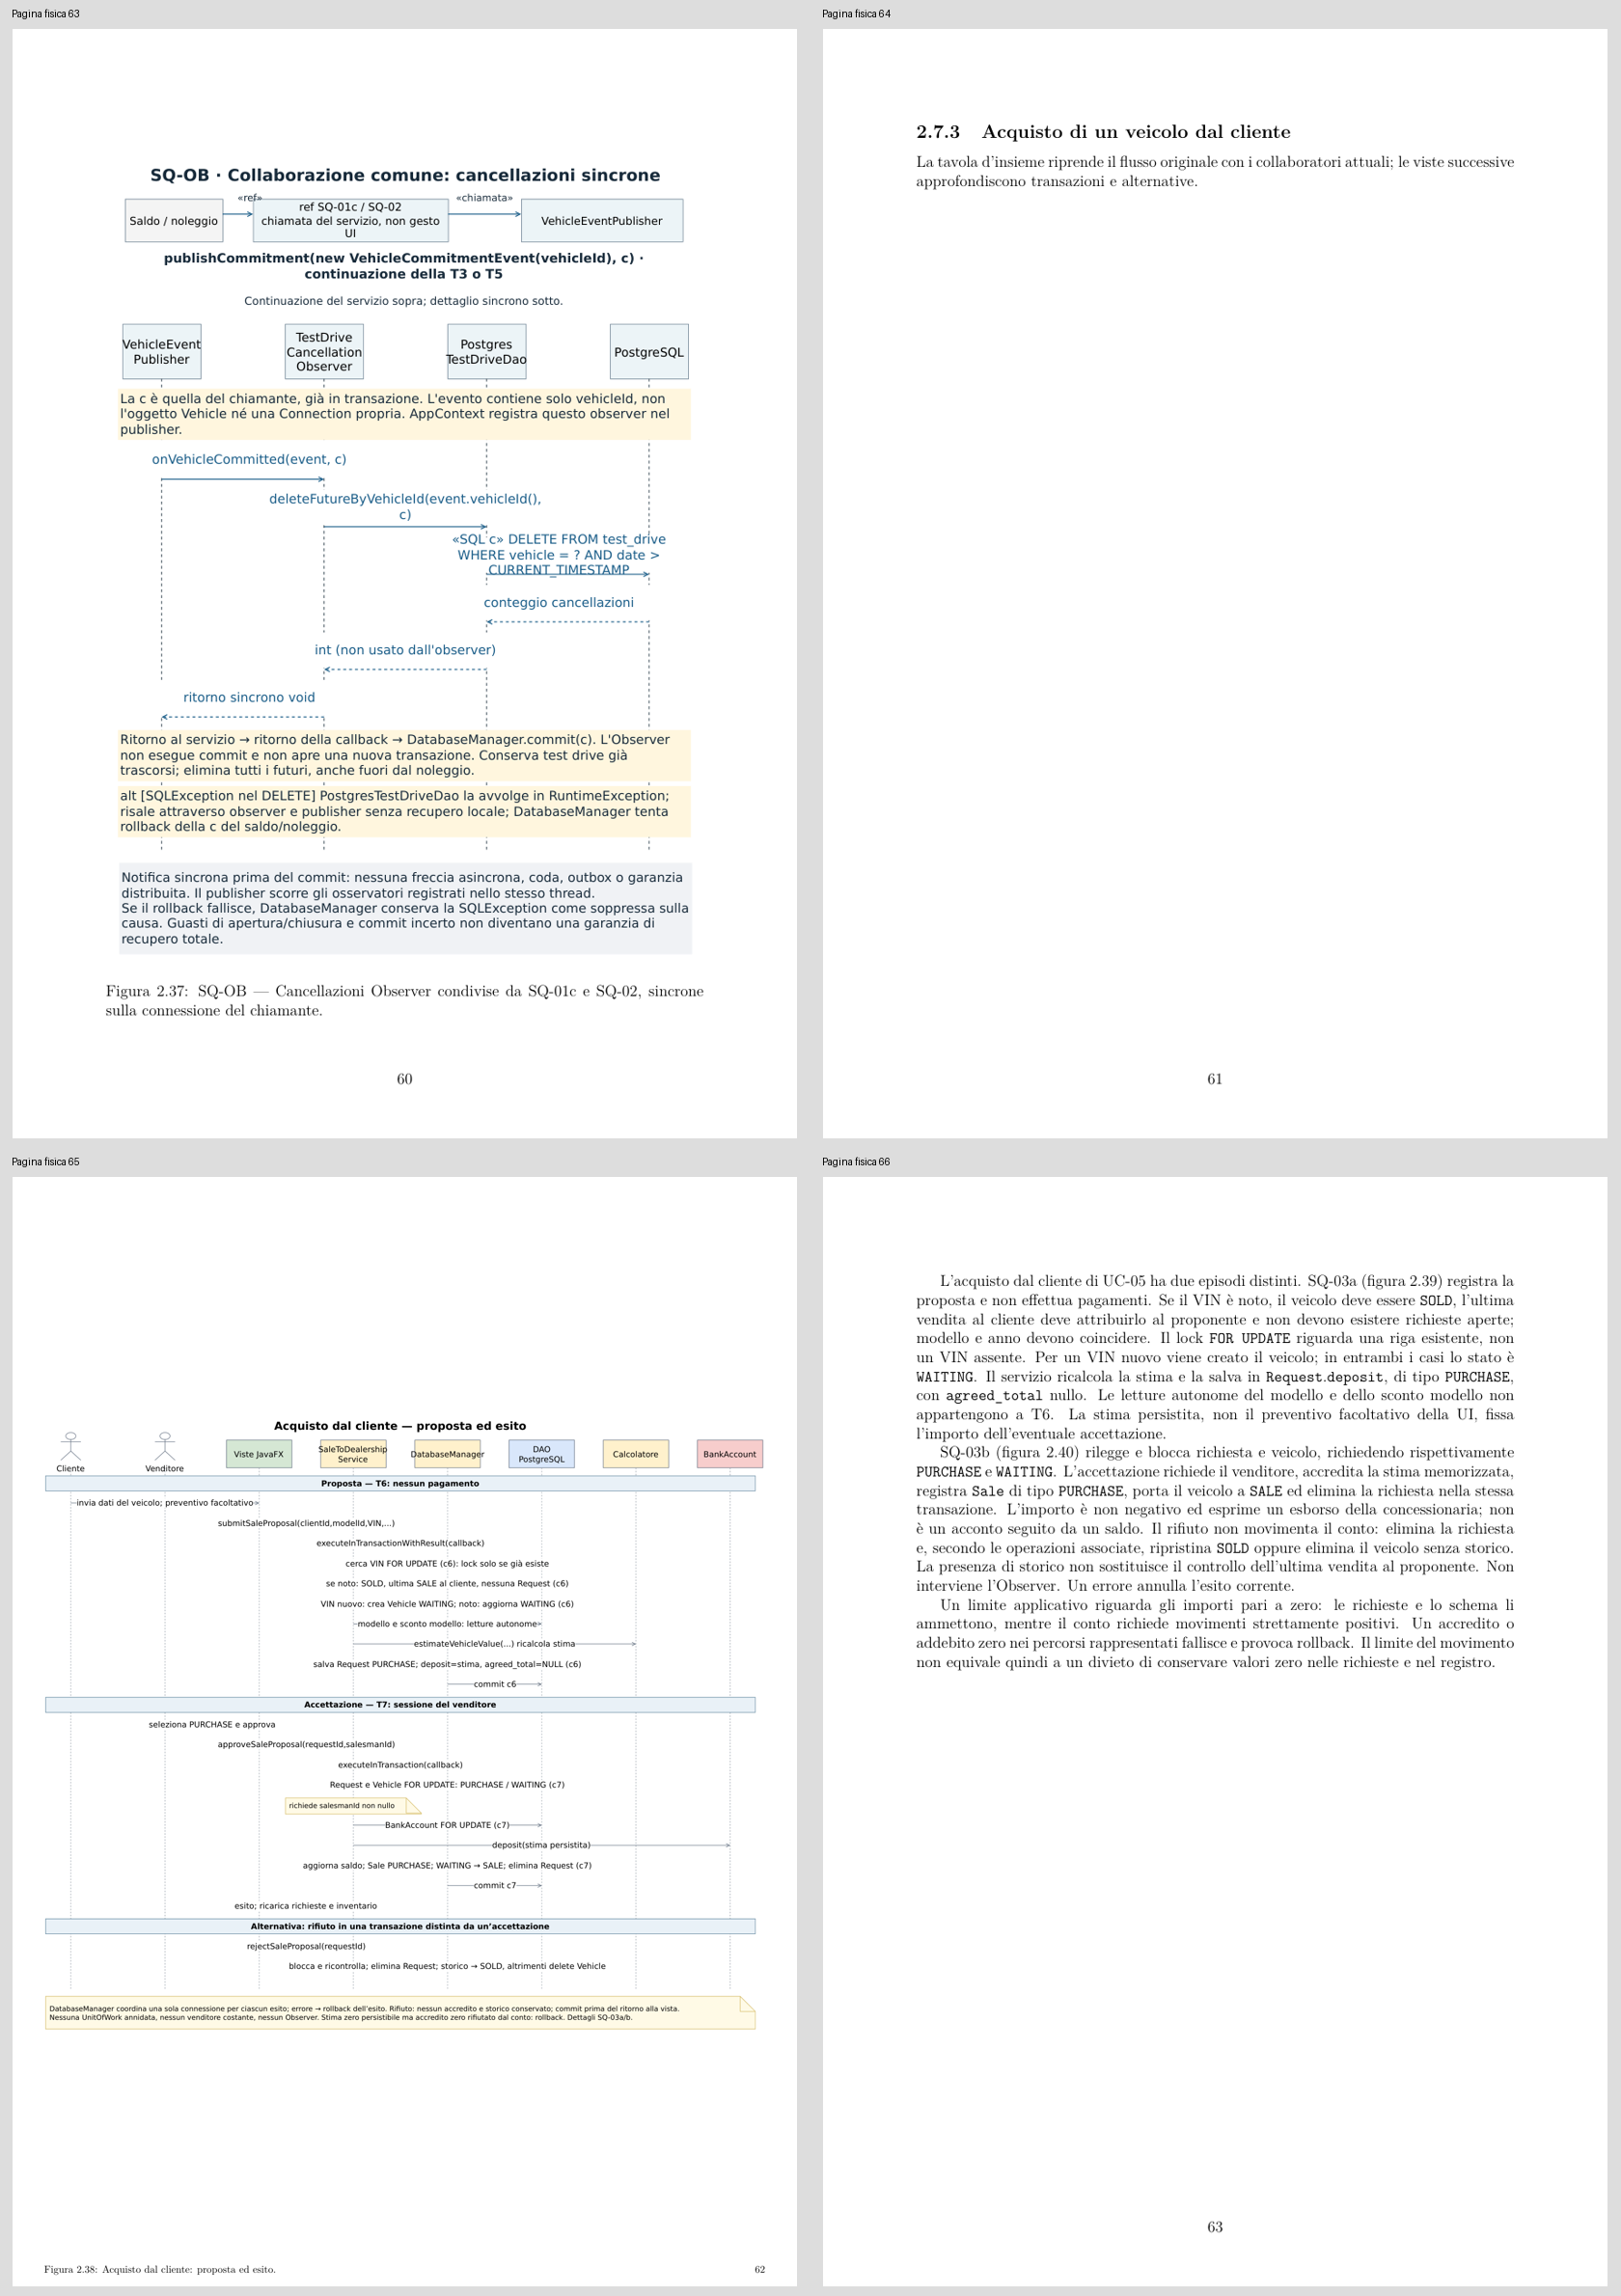 Pagina fisica 63
SQ-OB · Collaborazione comune: cancellazioni sincrone
Saldo / noleggio
«ref»
ref SQ-01c / SQ-02
chiamata del servizio, non gesto
UI
«chiamata»
VehicleEventPublisher
publishCommitment(new VehicleCommitmentEvent(vehicleId), c) ·
continuazione della T3 o T5
Continuazione del servizio sopra; dettaglio sincrono sotto.
VehicleEvent
Publisher
TestDrive
Cancellation
Observer
Postgres
TestDriveDao
PostgreSQL
La c è quella del chiamante, già in transazione. L'evento contiene solo vehicleId, non
l'oggetto Vehicle né una Connection propria. AppContext registra questo observer nel
publisher.
onVehicleCommitted(event, c)
deleteFutureByVehicleId(event.vehicleId(),
c)
«SQL c» DELETE FROM test_drive
WHERE vehicle = ? AND date >
CURRENT_TIMESTAMP
conteggio cancellazioni
int (non usato dall'observer)
ritorno sincrono void
Ritorno al servizio → ritorno della callback → DatabaseManager.commit(c). L'Observer
non esegue commit e non apre una nuova transazione. Conserva test drive già
trascorsi; elimina tutti i futuri, anche fuori dal noleggio.
alt [SQLException nel DELETE] PostgresTestDriveDao la avvolge in RuntimeException;
risale attraverso observer e publisher senza recupero locale; DatabaseManager tenta
rollback della c del saldo/noleggio.
Notifica sincrona prima del commit: nessuna freccia asincrona, coda, outbox o garanzia
distribuita. Il publisher scorre gli osservatori registrati nello stesso thread.
Se il rollback fallisce, DatabaseManager conserva la SQLException come soppressa sulla
causa. Guasti di apertura/chiusura e commit incerto non diventano una garanzia di
recupero totale.
Figura 2.37: SQ-OB — Cancellazioni Observer condivise da SQ-01c e SQ-02, sincrone
sulla connessione del chiamante.
60
Pagina fisica 64
2.7.3 Acquisto di un veicolo dal cliente
La tavola d'insieme riprende il flusso originale con i collaboratori attuali; le viste successive
approfondiscono transazioni e alternative.
61
Pagina fisica 65
Acquisto dal cliente — proposta ed esito
Cliente
Venditore
Viste JavaFX
SaleToDealership
Service
DatabaseManager
DAO
PostgreSQL
Calcolatore
BankAccount
Proposta — T6: nessun pagamento
invia dati del veicolo; preventivo facoltativo
submitSaleProposal(clientId,modelId,VIN,...)
executeInTransactionWithResult(callback)
cerca VIN FOR UPDATE (c6): lock solo se già esiste
se noto: SOLD, ultima SALE al cliente, nessuna Request (c6)
VIN nuovo: crea Vehicle WAITING; noto: aggiorna WAITING (c6)
modello e sconto modello: letture autonome
estimateVehicleValue(...) ricalcola stima
salva Request PURCHASE; deposit=stima, agreed_total=NULL (c6)
commit c6
Accettazione — T7: sessione del venditore
seleziona PURCHASE e approva
approveSaleProposal(requestId,salesmanId)
executeInTransaction(callback)
Request e Vehicle FOR UPDATE: PURCHASE / WAITING (c7)
richiede salesmanId non nullo
BankAccount FOR UPDATE (c7)
deposit(stima persistita)
aggiorna saldo; Sale PURCHASE; WAITING → SALE; elimina Request (c7)
commit c7
esito; ricarica richieste e inventario
Alternativa: rifiuto in una transazione distinta da un'accettazione
rejectSaleProposal(requestId)
blocca e ricontrolla; elimina Request; storico → SOLD, altrimenti delete Vehicle
DatabaseManager coordina una sola connessione per ciascun esito; errore → rollback dell'esito. Rifiuto: nessun accredito e storico conservato; commit prima del ritorno alla vista.
Nessuna UnitOfWork annidata, nessun venditore costante, nessun Observer. Stima zero persistibile ma accredito zero rifiutato dal conto: rollback. Dettagli SQ-03a/b.
Figura 2.38: Acquisto dal cliente: proposta ed esito.
62
Pagina fisica 66
L'acquisto dal cliente di UC-05 ha due episodi distinti. SQ-03a (figura 2.39) registra la
proposta e non effettua pagamenti. Se il VIN è noto, il veicolo deve essere SOLD, l'ultima
vendita al cliente deve attribuirlo al proponente e non devono esistere richieste aperte;
modello e anno devono coincidere. Il lock FOR UPDATE riguarda una riga esistente, non
un VIN assente. Per un VIN nuovo viene creato il veicolo; in entrambi i casi lo stato è
WAITING. Il servizio ricalcola la stima e la salva in Request.deposit, di tipo PURCHASE,
con agreed_total nullo. Le letture autonome del modello e dello sconto modello non
appartengono a T6. La stima persistita, non il preventivo facoltativo della UI, fissa
l'importo dell'eventuale accettazione.
SQ-03b (figura 2.40) rilegge e blocca richiesta e veicolo, richiedendo rispettivamente
PURCHASE e WAITING. L'accettazione richiede il venditore, accredita la stima memorizzata,
registra Sale di tipo PURCHASE, porta il veicolo a SALE ed elimina la richiesta nella stessa
transazione. L'importo è non negativo ed esprime un esborso della concessionaria; non
è un acconto seguito da un saldo. Il rifiuto non movimenta il conto: elimina la richiesta
e, secondo le operazioni associate, ripristina SOLD oppure elimina il veicolo senza storico.
La presenza di storico non sostituisce il controllo dell'ultima vendita al proponente. Non
interviene l'Observer. Un errore annulla l'esito corrente.
Un limite applicativo riguarda gli importi pari a zero: le richieste e lo schema li
ammettono, mentre il conto richiede movimenti strettamente positivi. Un accredito o
addebito zero nei percorsi rappresentati fallisce e provoca rollback. Il limite del movimento
non equivale quindi a un divieto di conservare valori zero nelle richieste e nel registro.
63